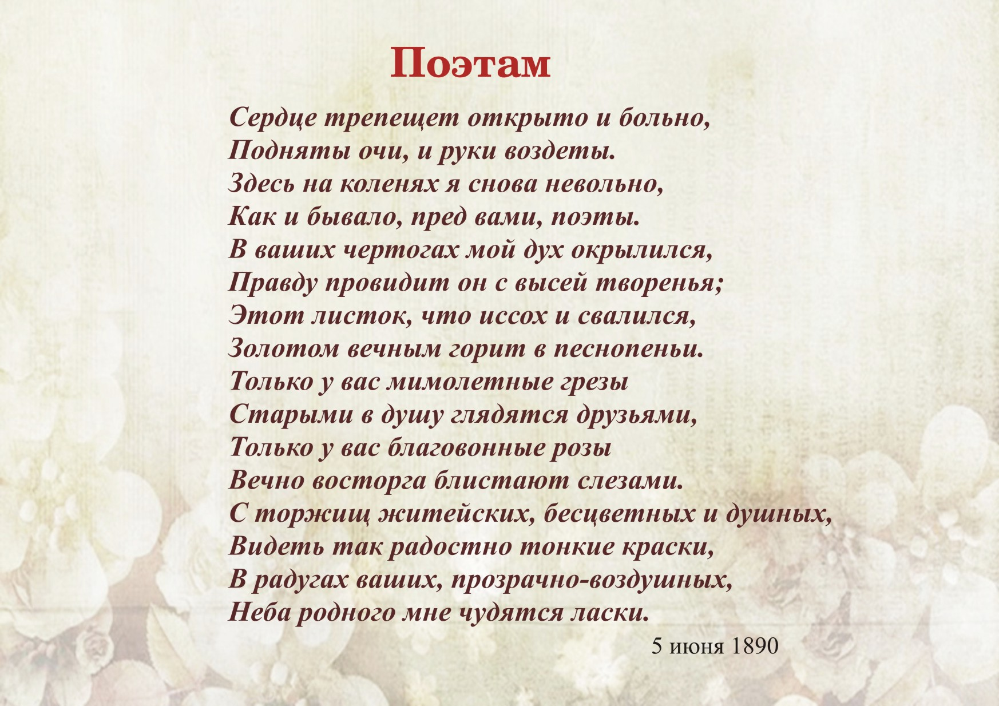 Поэтам
Сердце трепещет открыто и больно,
Подняты очи, и руки воздеты.
Здесь на коленях я снова невольно,
Как и бывало, пред вами, поэты.
В ваших чертогах мой дух окрылился,
Правду провидит он с высей творенья;
Этот листок, что иссох и свалился,
Золотом вечным горит в песнопеньи.
Только у вас мимолетные грезы
Старыми в душу глядятся друзьями,
Только у вас благовонные розы
Вечно восторга блистают слезами.
С торжищ житейских, бесцветных и душных,
Видеть так радостно тонкие краски,
В радугах ваших, прозрачно-воздушных,
Неба родного мне чудятся ласки.
5 июня 1890